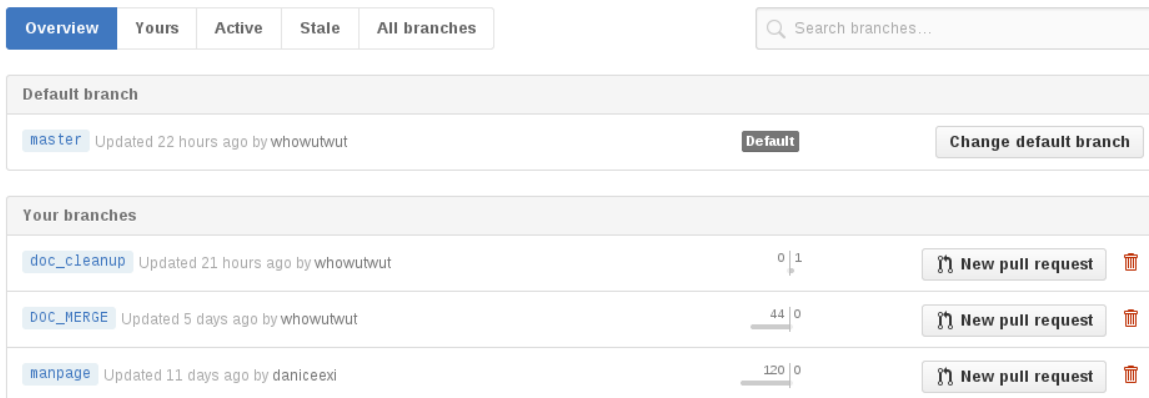 Overview Yours Active Stale All branches Search branches...
Default branch
master Updated 22 hours ago by whowutwut Default Change default branch
Your branches
doc_cleanup Updated 21 hours ago by whowutwut 0 1 New pull request
DOC_MERGE Updated 5 days ago by whowutwut 44 0 New pull request
manpage Updated 11 days ago by daniceexi 120 0 New pull request